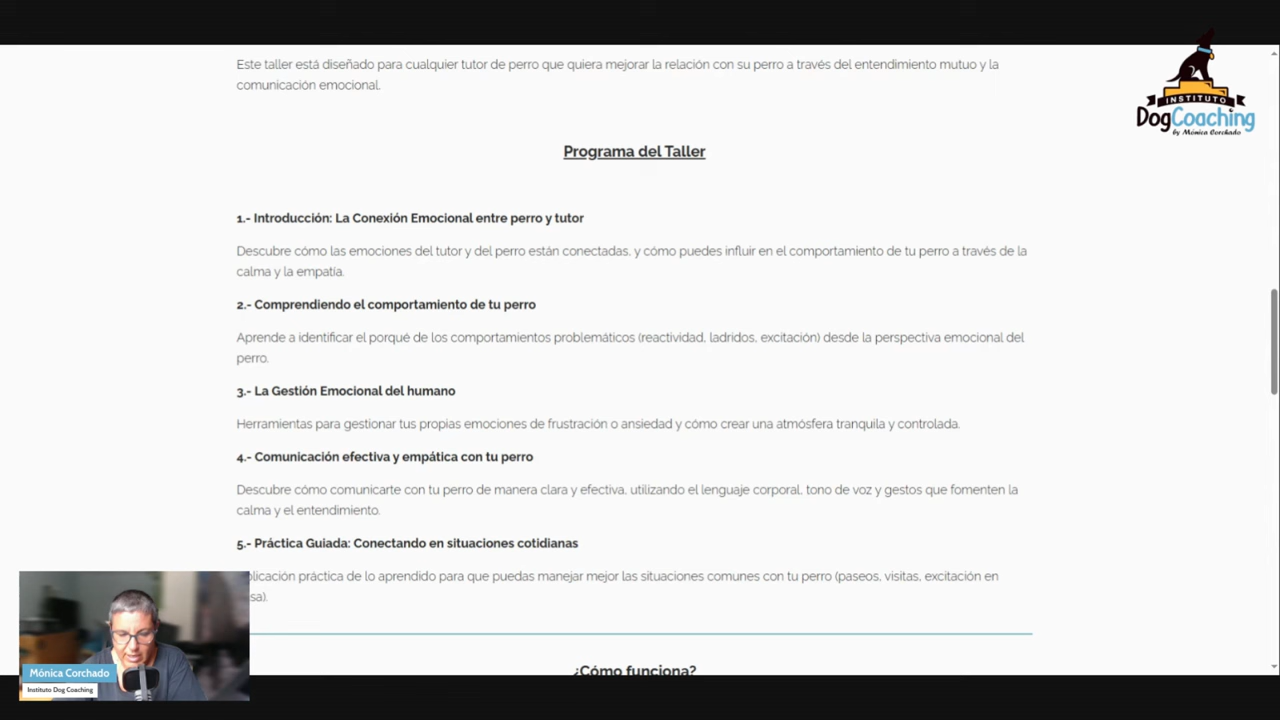 Este taller está diseñado para cualquier tutor de perro que quiera mejorar la relación con su perro a través del entendimiento mutuo y la
comunicación emocional.
INSTITUTO
DogCoaching
by Mónica Corchado
Programa del Taller
1.- Introducción: La Conexión Emocional entre perro y tutor
Descubre cómo las emociones del tutor y del perro están conectadas, y cómo puedes influir en el comportamiento de tu perro a través de la
calma y la empatía.
2.- Comprendiendo el comportamiento de tu perro
Aprende a identificar el porqué de los comportamientos problemáticos (reactividad, ladridos, excitación) desde la perspectiva emocional del
perro.
3.- La Gestión Emocional del humano
Herramientas para gestionar tus propias emociones de frustración o ansiedad y cómo crear una atmósfera tranquila y controlada.
4.- Comunicación efectiva y empática con tu perro
Descubre cómo comunicarte con tu perro de manera clara y efectiva, utilizando el lenguaje corporal, tono de voz y gestos que fomenten la
calma y el entendimiento.
5.- Práctica Guiada: Conectando en situaciones cotidianas
práctica de lo aprendido para que puedas manejar mejor las situaciones comunes con tu perro (paseos, visitas, excitación en
¿Cómo funciona?
Mónica Corchado
Instituto Dog Coaching